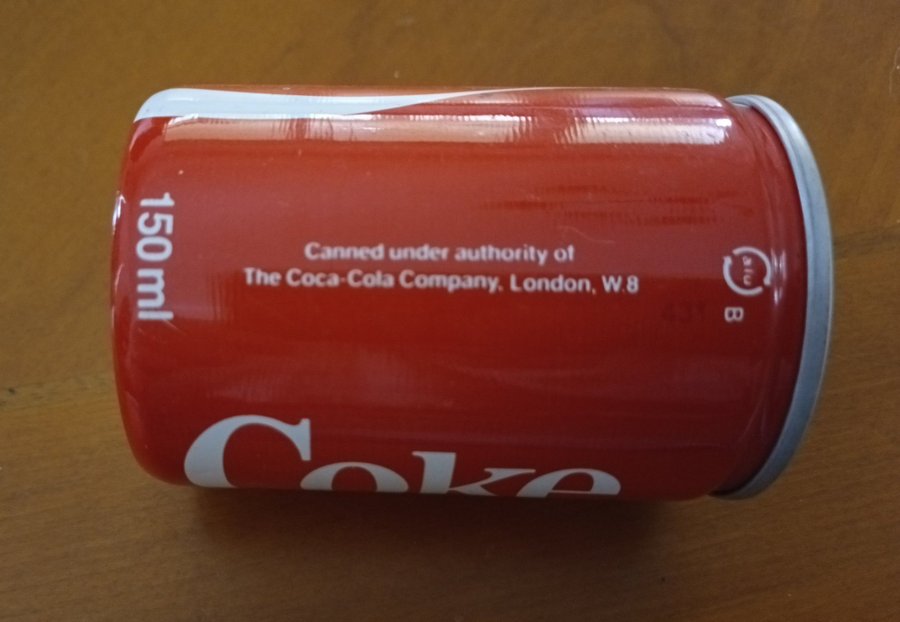 150 ml
Canned under authority of
The Coca-Cola Company, London, W.8
alu
B
Coke